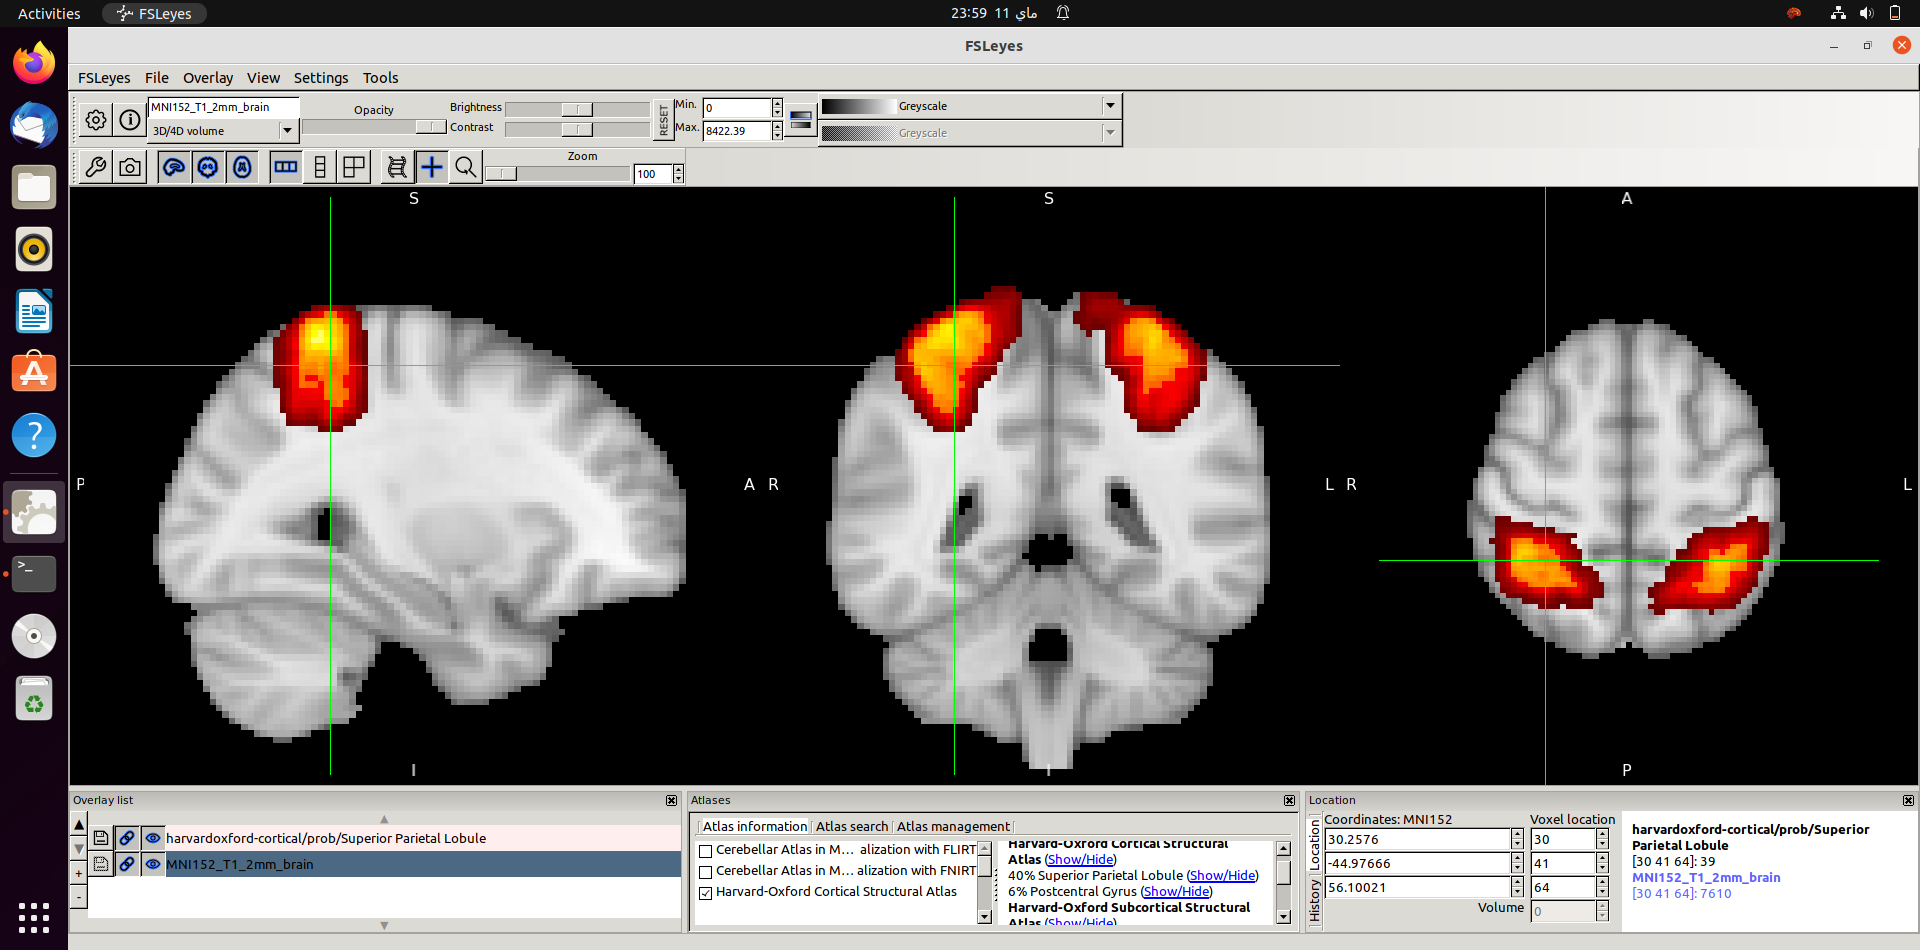 Activities
FSLeyes
23:59 11 ماي
FSLeyes
FSLeyes File Overlay View Settings Tools
MNI152_T1_2mm_brain
3D/4D volume
Opacity
Brightness
Contrast
RESET
Min. 0
Max. 8422.39
Greyscale
Greyscale
Zoom
100
S
S
A
P
A
R
L
R
L
I
I
P
Overlay list
harvardoxford-cortical/prob/Superior Parietal Lobule
MNI152_T1_2mm_brain
+
-
Atlases
Atlas information
Atlas search
Atlas management
Cerebellar Atlas in M... alization with FLIRT
Cerebellar Atlas in M... alization with FNIRT
Harvard-Oxford Cortical Structural Atlas
Harvard-Oxford Cortical Structural
Atlas (Show/Hide)
40% Superior Parietal Lobule (Show/Hide)
6% Postcentral Gyrus (Show/Hide)
Harvard-Oxford Subcortical Structural
Atlas (Show/Hide)
Location
Location
History
Coordinates: MNI152
30.2576
-44.97666
56.10021
Voxel location
30
41
64
Volume
0
harvardoxford-cortical/prob/Superior
Parietal Lobule
[30 41 64]: 39
MNI152_T1_2mm_brain
[30 41 64]: 7610